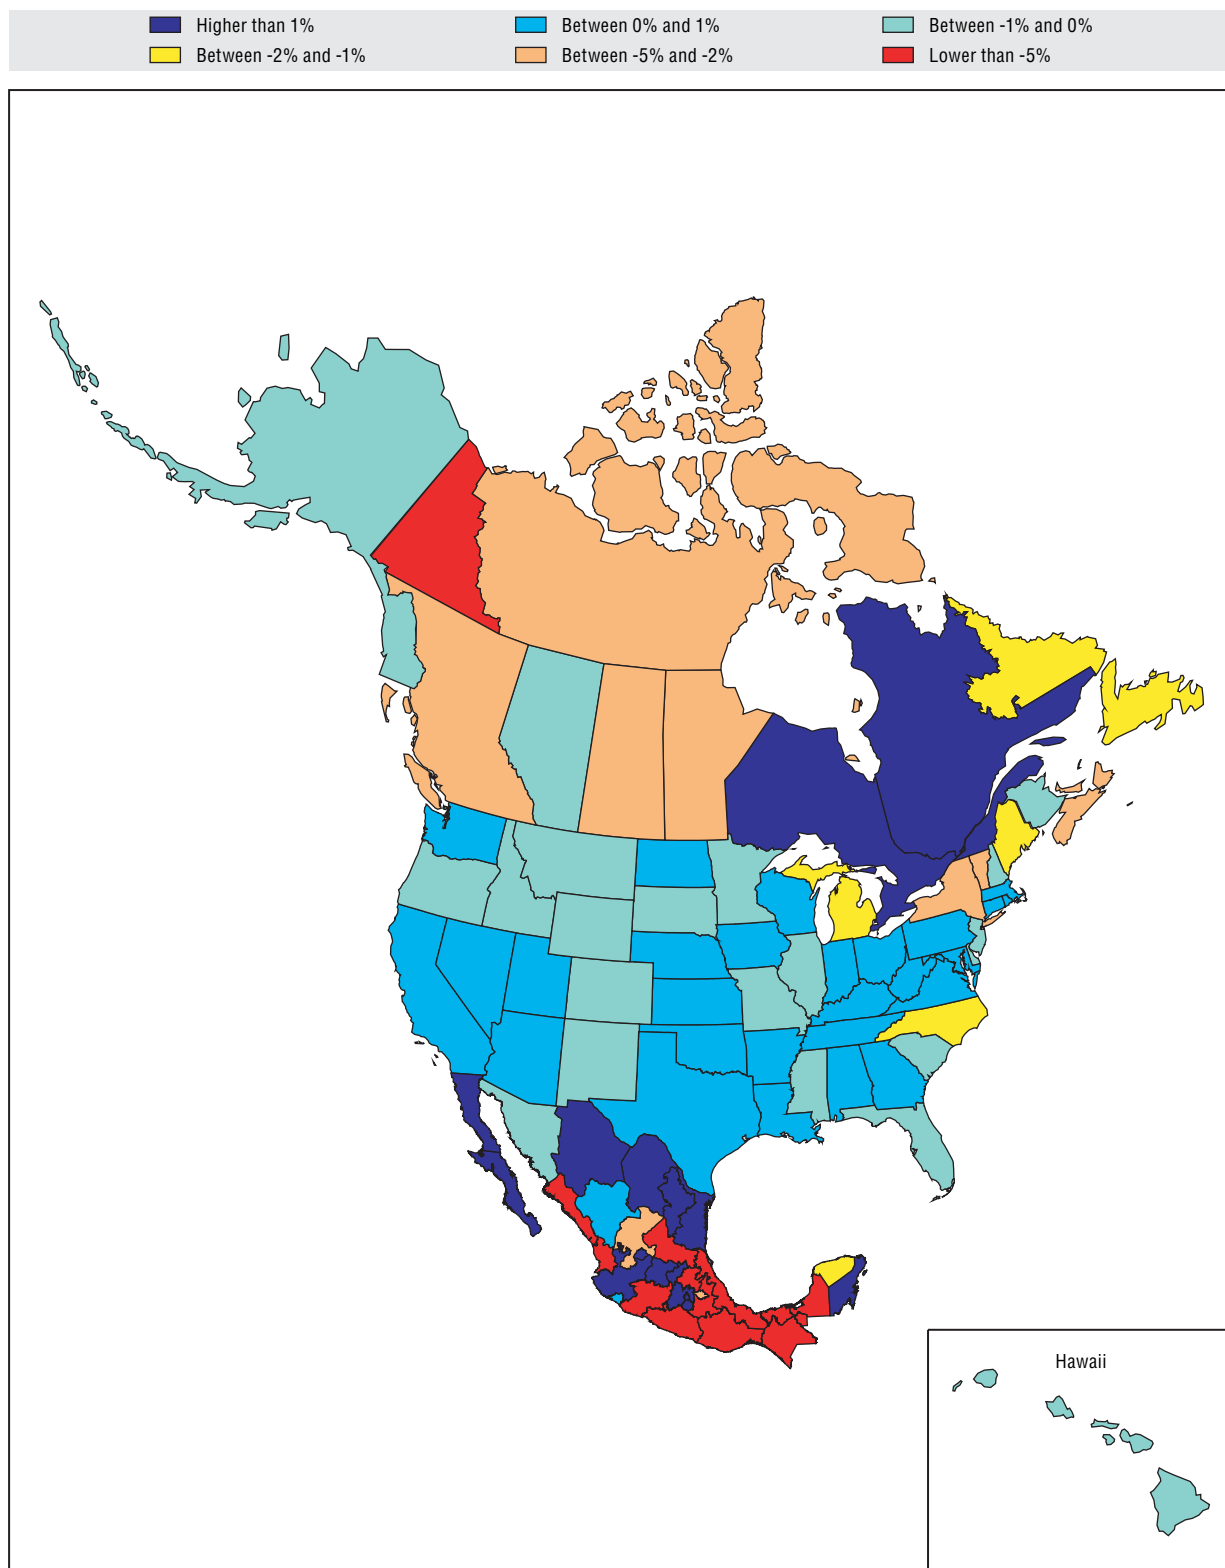 Higher than 1% Between 0% and 1% Between -1% and 0%
Between -2% and -1% Between -5% and -2% Lower than -5%
Hawaii